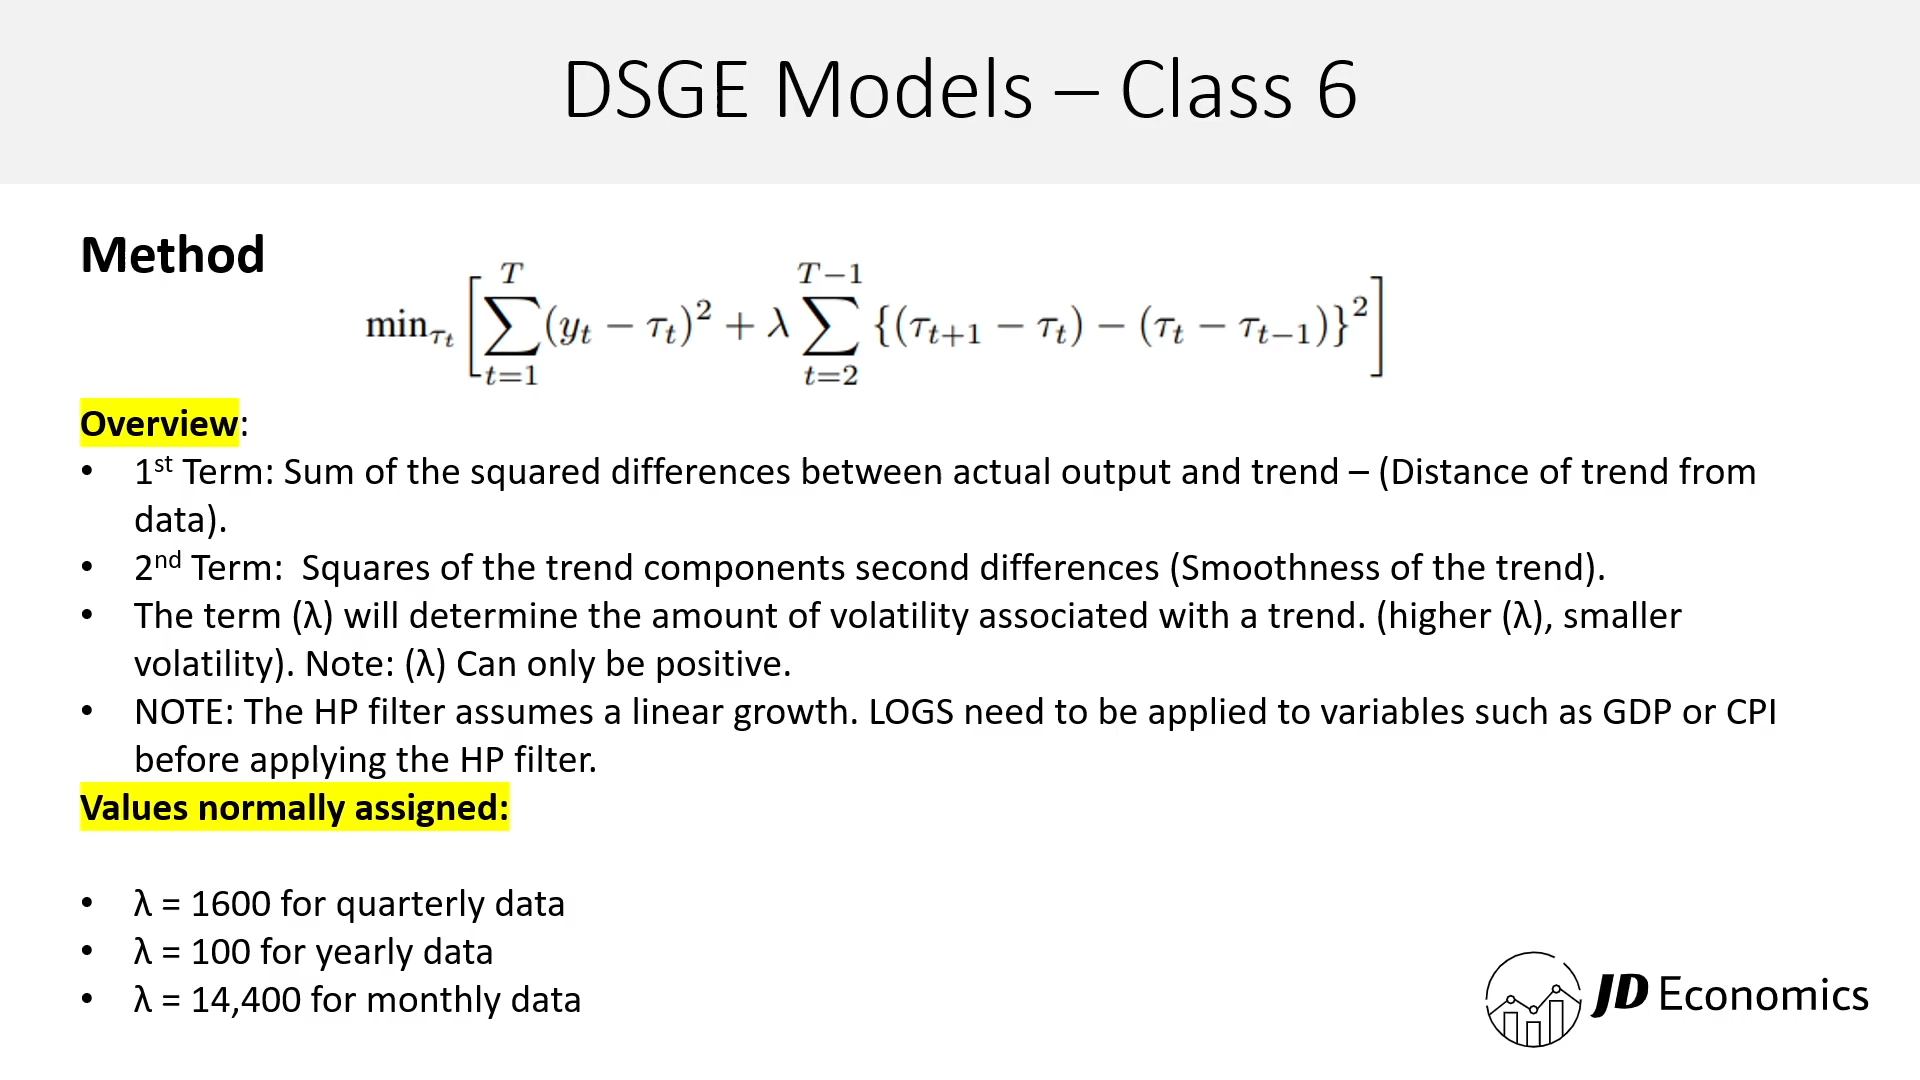 DSGE Models – Class 6
Method
min_{τ_t} [ ∑_{t=1}^{T} (y_t − τ_t)² + λ ∑_{t=2}^{T−1} {(τ_{t+1} − τ_t) − (τ_t − τ_{t−1})}² ]
Overview:
• 1st Term: Sum of the squared differences between actual output and trend – (Distance of trend from
data).
• 2nd Term:  Squares of the trend components second differences (Smoothness of the trend).
• The term (λ) will determine the amount of volatility associated with a trend. (higher (λ), smaller
volatility). Note: (λ) Can only be positive.
• NOTE: The HP filter assumes a linear growth. LOGS need to be applied to variables such as GDP or CPI
before applying the HP filter.
Values normally assigned:
• λ = 1600 for quarterly data
• λ = 100 for yearly data
• λ = 14,400 for monthly data
JD Economics